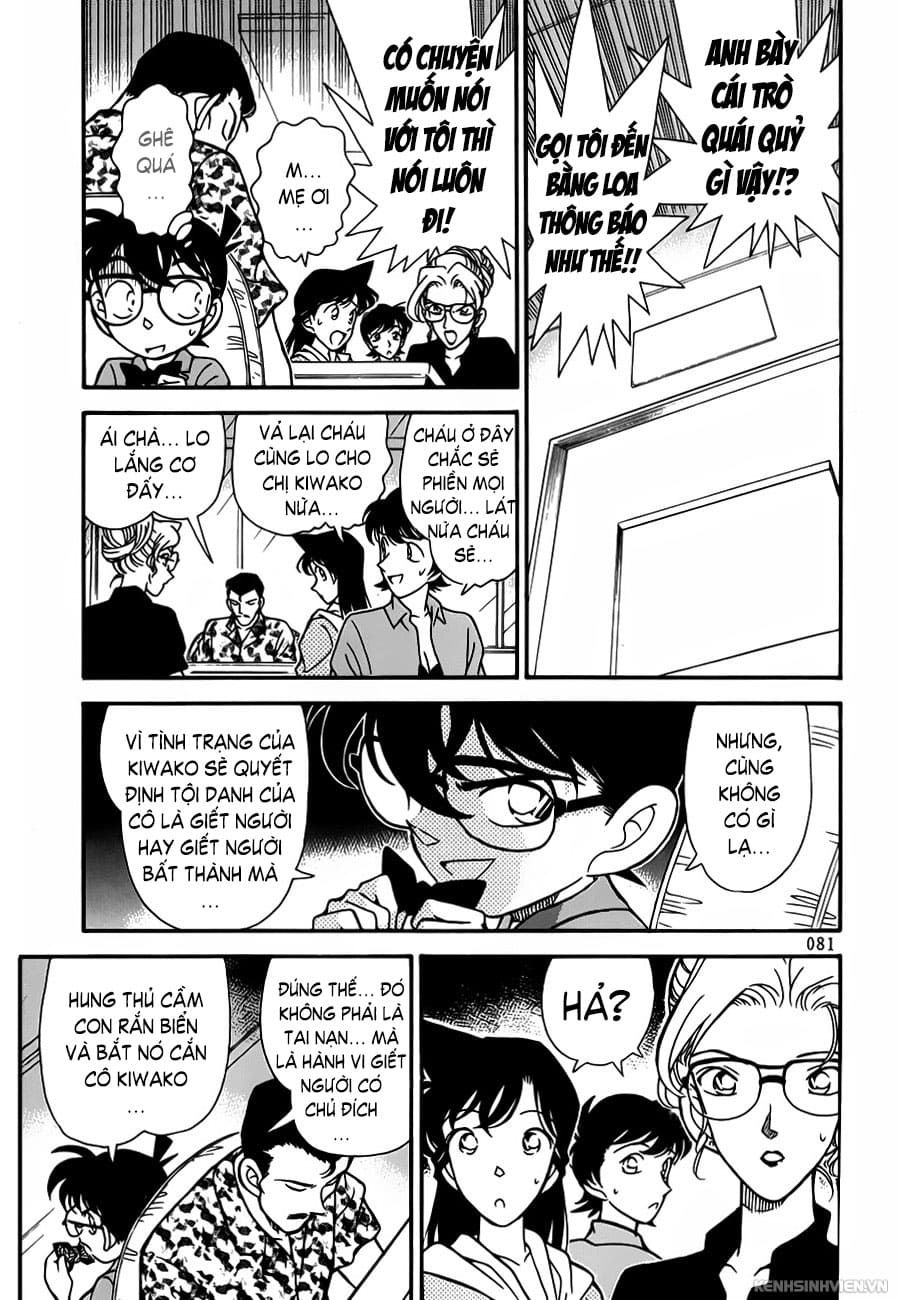 ANH BÀY
CÁI TRÒ
QUÁI QUỶ
GÌ VẬY!?
GỌI TÔI ĐẾN
BẰNG LOA
THÔNG BÁO
NHƯ THẾ!!
CÓ CHUYỆN
MUỐN NÓI
VỚI TÔI THÌ
NÓI LUÔN
ĐI!
M...
MẸ ƠI
...
GHÊ
QUÁ
...
CHÁU Ở ĐÂY
CHẮC SẼ
PHIỀN MỌI
NGƯỜI... LÁT
NỮA CHÁU
SẼ...
VẢ LẠI CHÁU
CŨNG LO CHO
CHỊ KIWAKO
NỮA...
ÁI CHÀ... LO
LẮNG CƠ
ĐẤY...
NHƯNG,
CŨNG
KHÔNG
CÓ GÌ
LẠ...
VÌ TÌNH TRẠNG CỦA
KIWAKO SẼ QUYẾT
ĐỊNH TỘI DANH CỦA
CÔ LÀ GIẾT NGƯỜI
HAY GIẾT NGƯỜI
BẤT THÀNH MÀ
...
081
HẢ?
ĐÚNG THẾ... ĐÓ
KHÔNG PHẢI LÀ
TAI NẠN... MÀ
LÀ HÀNH VI GIẾT
NGƯỜI CÓ
CHỦ ĐÍCH
...
HUNG THỦ CẦM
CON RẮN BIỂN
VÀ BẮT NÓ CẮN
CÔ KIWAKO
...
KENHSINHVIEN.VN